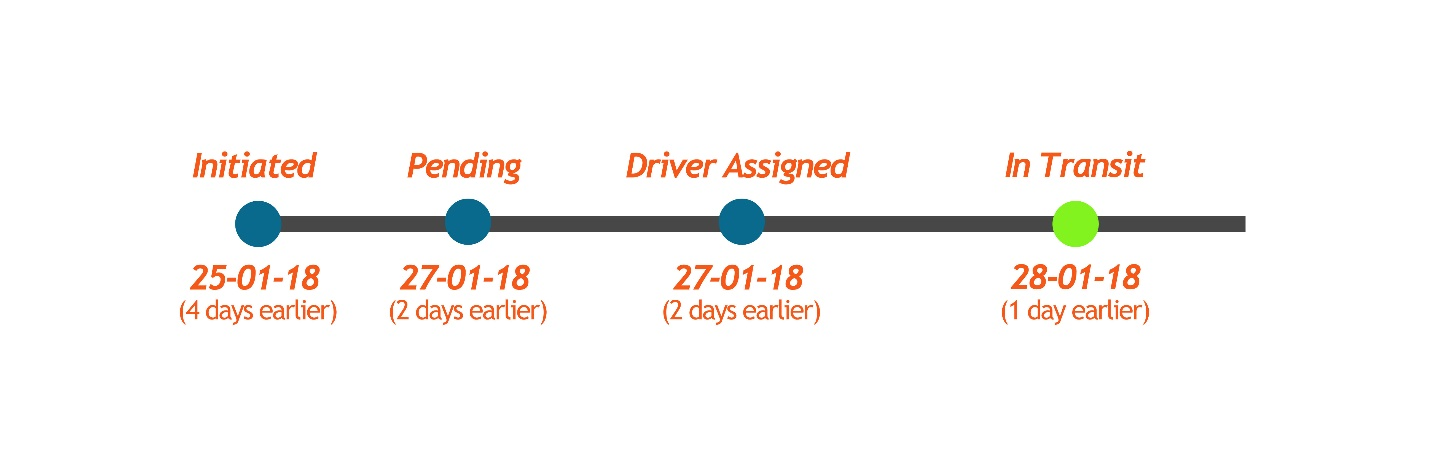 Initiated
Pending
Driver Assigned
In Transit
25-01-18
(4 days earlier)
27-01-18
(2 days earlier)
27-01-18
(2 days earlier)
28-01-18
(1 day earlier)